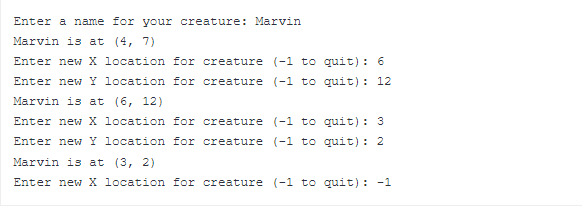 Enter a name for your creature: Marvin
Marvin is at (4, 7)
Enter new X location for creature (-1 to quit): 6
Enter new Y location for creature (-1 to quit): 12
Marvin is at (6, 12)
Enter new X location for creature (-1 to quit): 3
Enter new Y location for creature (-1 to quit): 2
Marvin is at (3, 2)
Enter new X location for creature (-1 to quit): -1